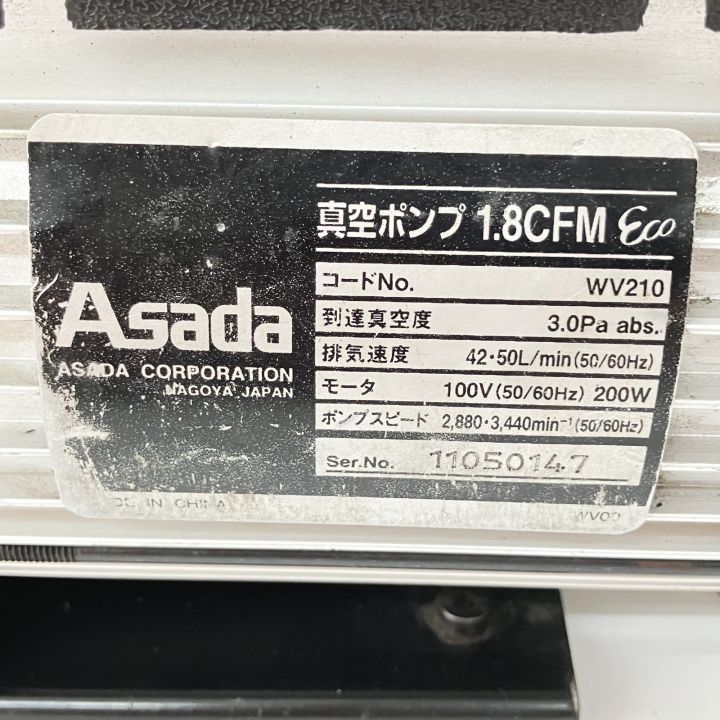 真空ポンプ 1.8CFM Eco
コードNo. WV210
到達真空度 3.0Pa abs.
排気速度 42・50L/min(50/60Hz)
モータ 100V(50/60Hz) 200W
ポンプスピード 2,880・3,440min⁻¹(50/60Hz)
Ser.No. 11050147
Asada
ASADA CORPORATION
NAGOYA JAPAN
IN CHINA